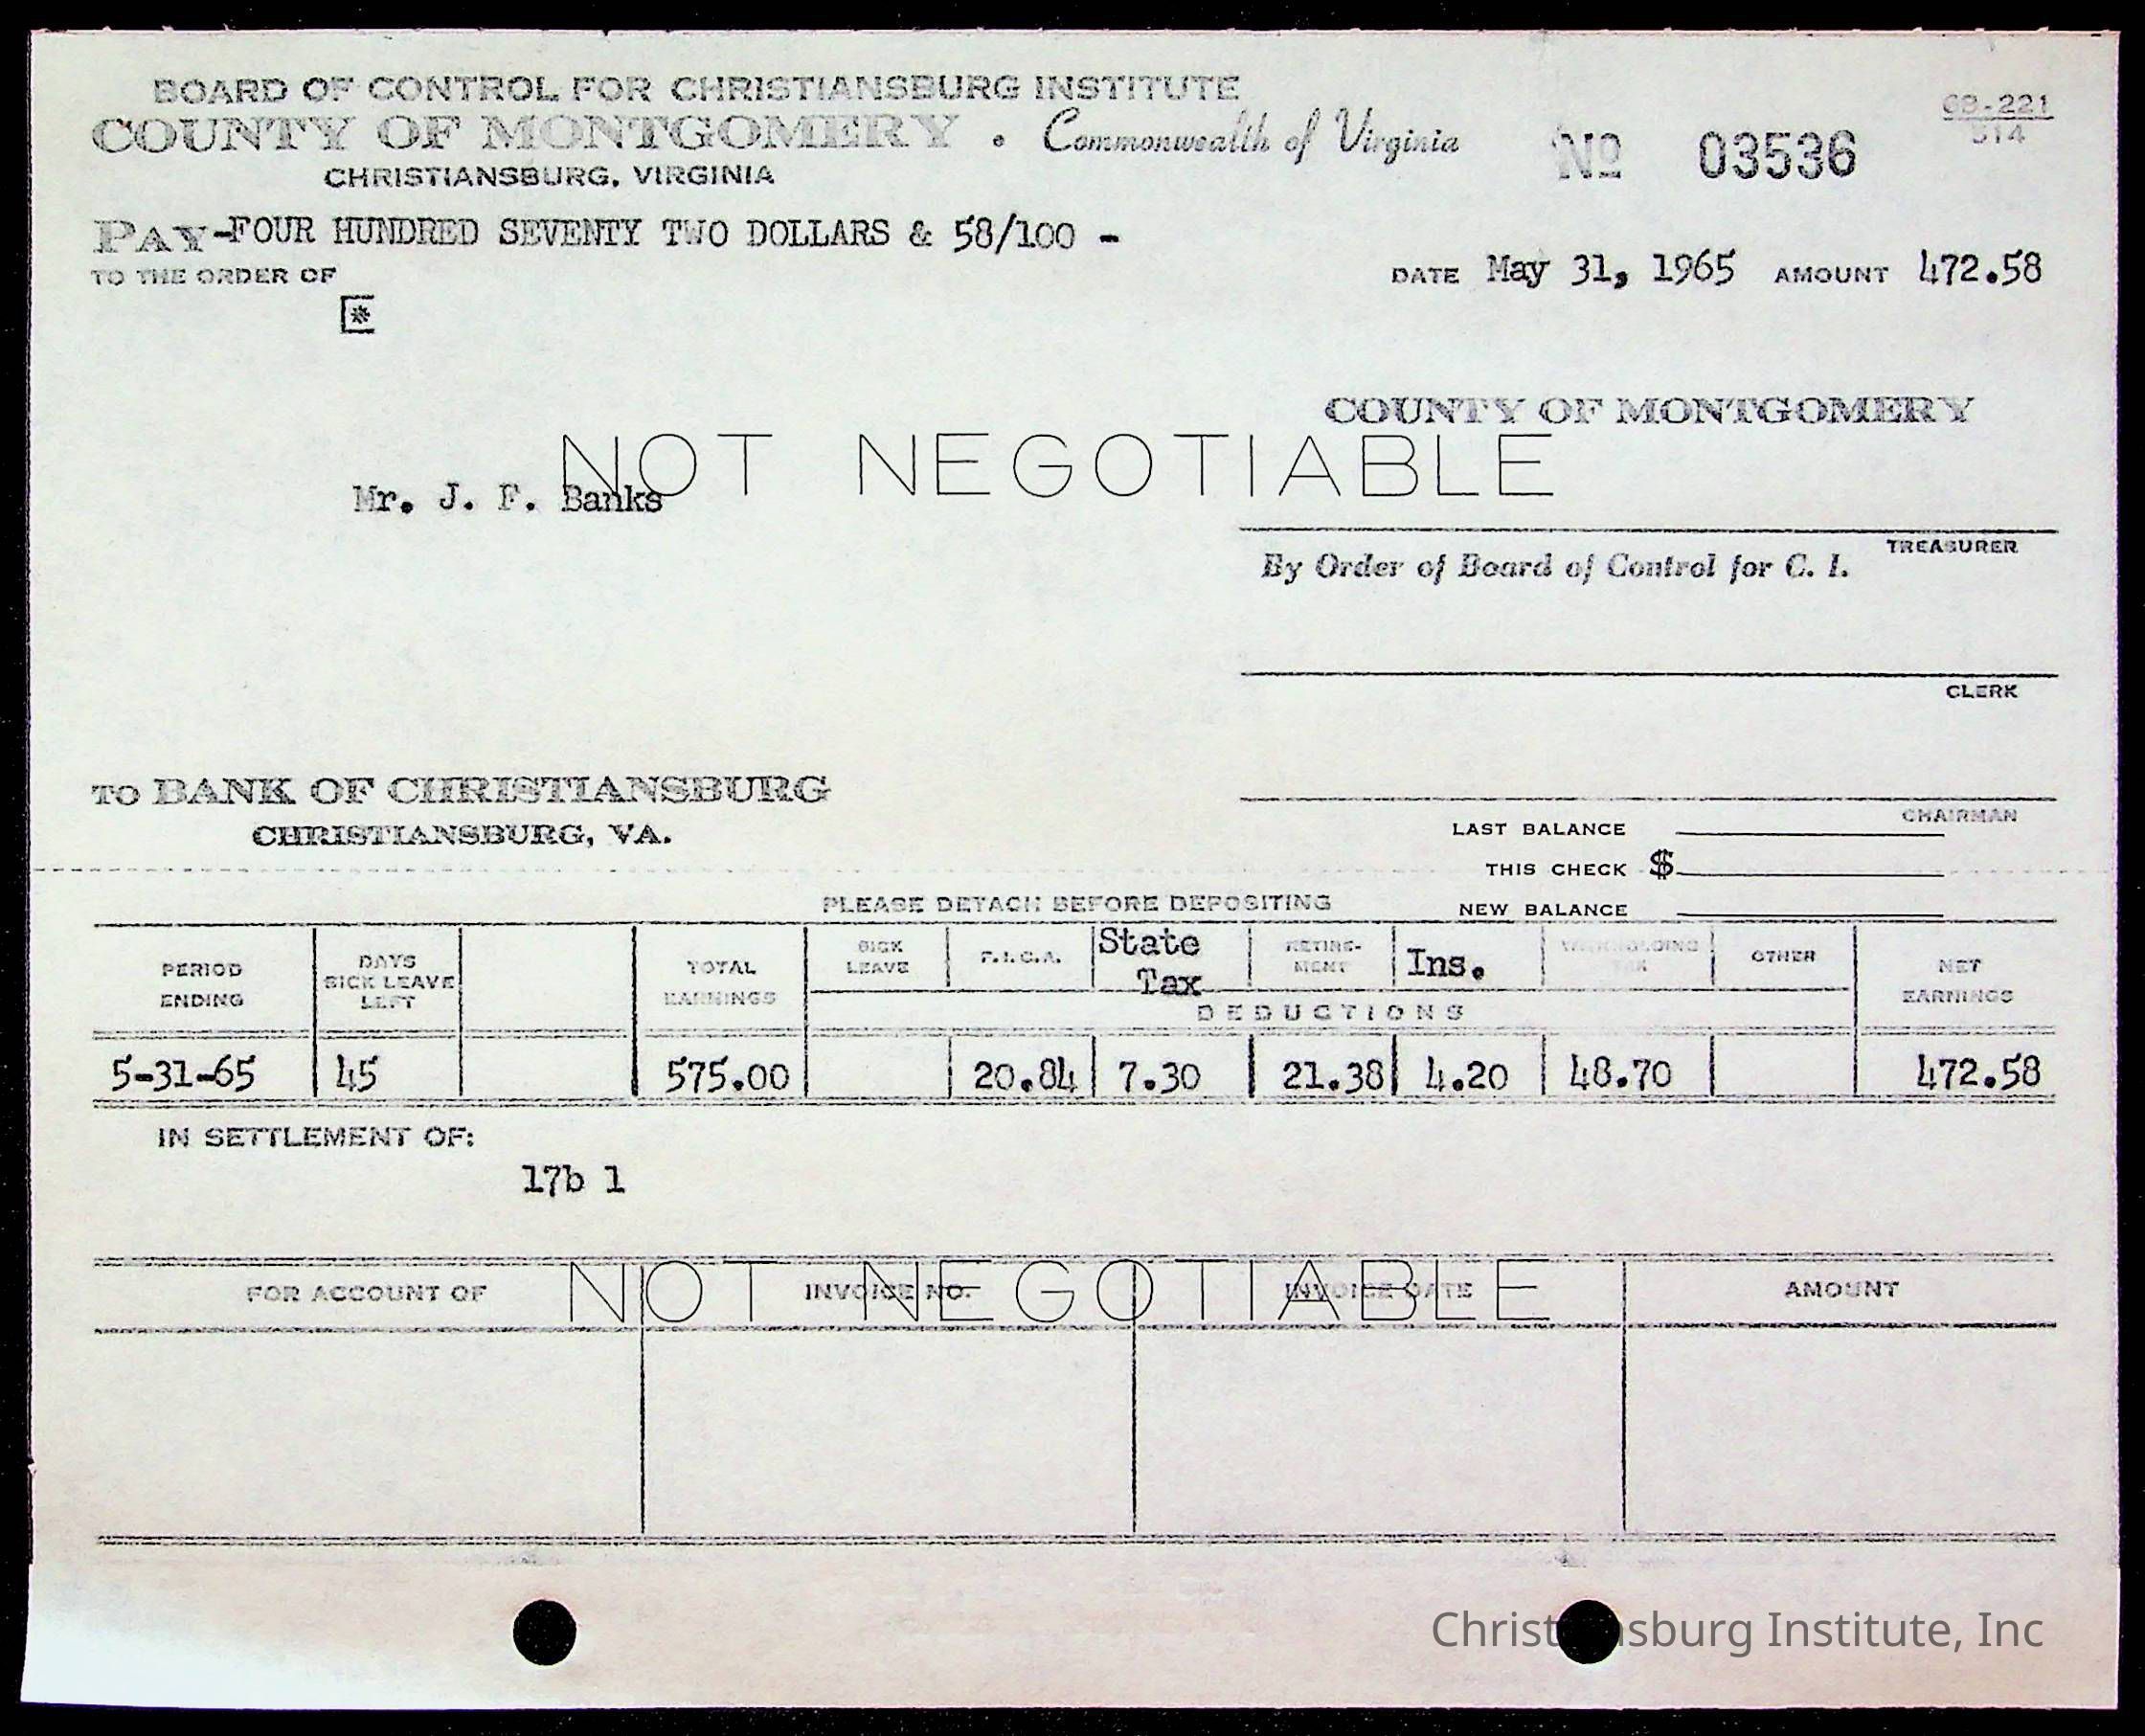 BOARD OF CONTROL FOR CHRISTIANSBURG INSTITUTE
COUNTY OF MONTGOMERY • Commonwealth of Virginia
CHRISTIANSBURG, VIRGINIA
No 03536
68-221
514
PAY -FOUR HUNDRED SEVENTY TWO DOLLARS & 58/100 -
TO THE ORDER OF
DATE May 31, 1965 AMOUNT 472.58
[*
COUNTY OF MONTGOMERY
NOT NEGOTIABLE
Mr. J. F. Banks
TREASURER
By Order of Board of Control for C. I.
CLERK
TO BANK OF CHRISTIANSBURG
CHRISTIANSBURG, VA.
CHAIRMAN
LAST BALANCE
THIS CHECK $
NEW BALANCE
PLEASE DETACH BEFORE DEPOSITING
PERIOD ENDING
DAYS SICK LEAVE LEFT
TOTAL EARNINGS
SICK LEAVE
F.I.C.A.
State Tax
RETIRE-MENT
Ins.
WITHHOLDING TAX
OTHER
NET EARNINGS
DEDUCTIONS
5-31-65 45 575.00 20.84 7.30 21.38 4.20 48.70 472.58
IN SETTLEMENT OF:
17b 1
NOT NEGOTIABLE
FOR ACCOUNT OF INVOICE NO. INVOICE DATE AMOUNT
Christiansburg Institute, Inc